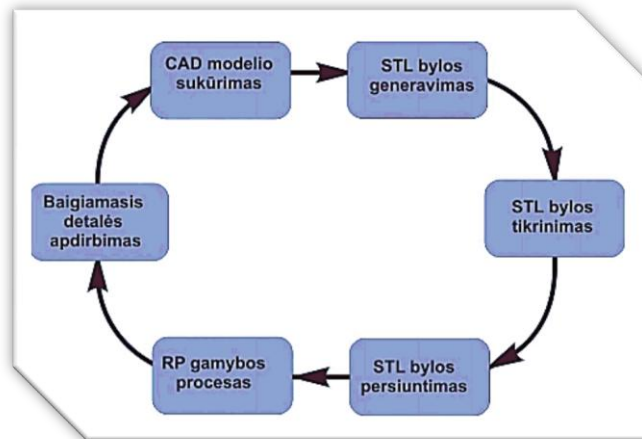 CAD modelio
sukūrimas
STL bylos
generavimas
STL bylos
tikrinimas
STL bylos
persiuntimas
RP gamybos
procesas
Baigiamasis
detalės
apdirbimas